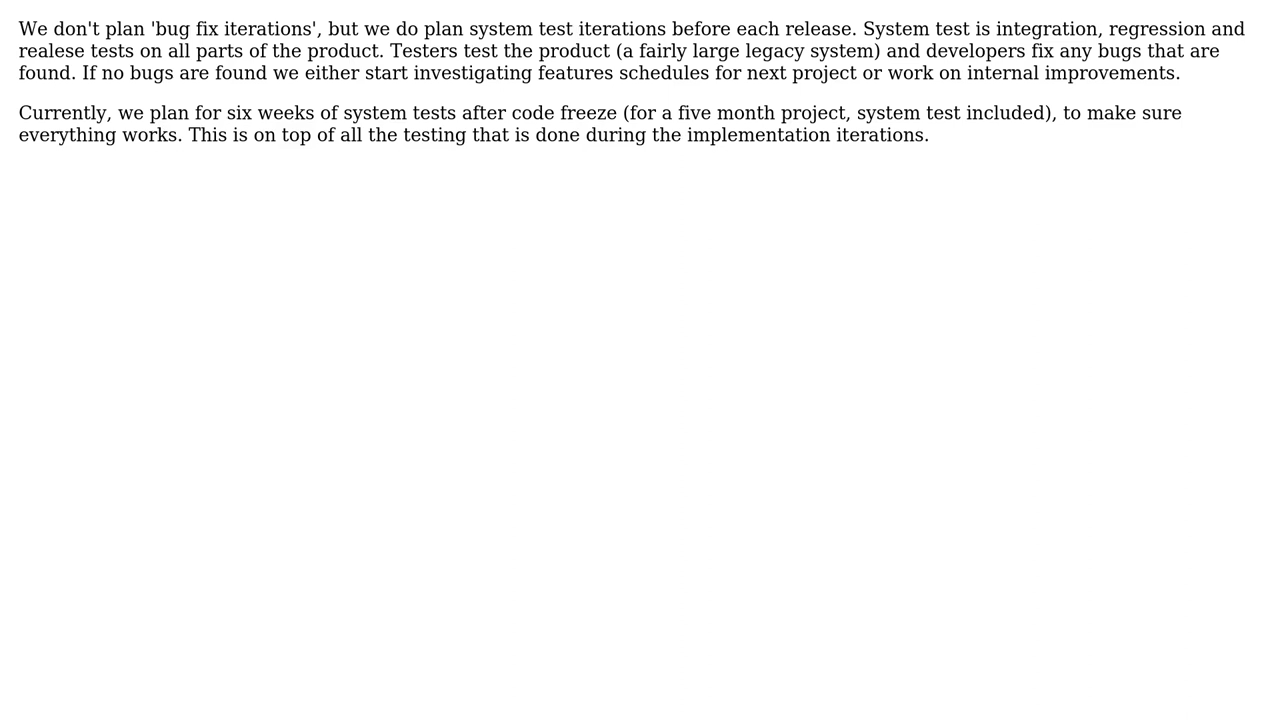 We don't plan 'bug fix iterations', but we do plan system test iterations before each release. System test is integration, regression and
realese tests on all parts of the product. Testers test the product (a fairly large legacy system) and developers fix any bugs that are
found. If no bugs are found we either start investigating features schedules for next project or work on internal improvements.
Currently, we plan for six weeks of system tests after code freeze (for a five month project, system test included), to make sure
everything works. This is on top of all the testing that is done during the implementation iterations.